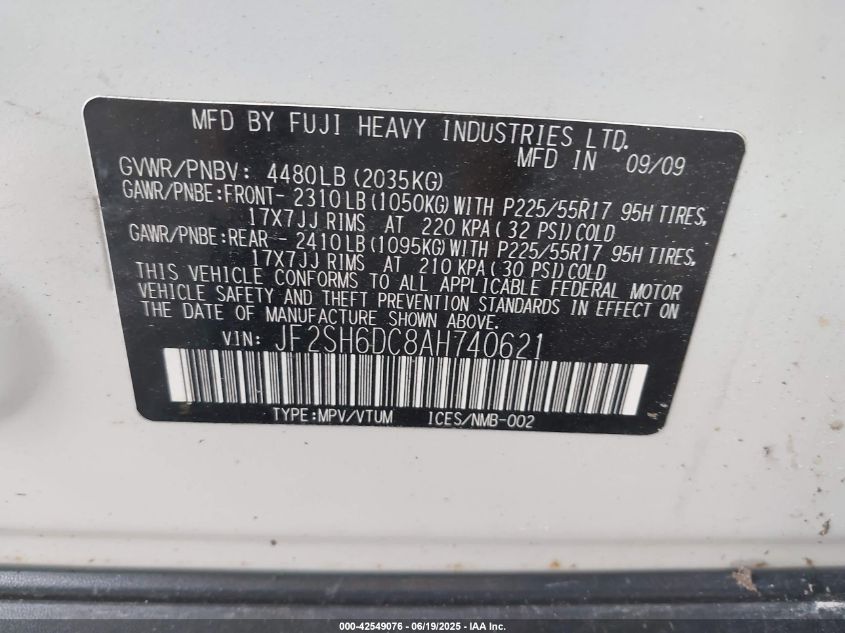 MFD BY FUJI HEAVY INDUSTRIES LTD.
MFD IN 09/09
GVWR/PNBV: 4480LB(2035KG)
GAWR/PNBE:FRONT- 2310LB(1050KG)WITH P225/55R17 95H TIRES,
17X7JJ RIMS AT 220 KPA( 32 PSI)COLD
GAWR/PNBE:REAR - 2410LB(1095KG)WITH P225/55R17 95H TIRES,
17X7JJ RIMS AT 210 KPA( 30 PSI)COLD
THIS VEHICLE CONFORMS TO ALL APPLICABLE FEDERAL MOTOR
VEHICLE SAFETY AND THEFT PREVENTION STANDARDS IN EFFECT ON
THE DATE OF MANUFACTURE SHOWN ABOVE.
VIN: JF2SH6DC8AH740621
TYPE:MPV/VTUM ICES/NMB-002
000-42549076 - 06/19/2025 - IAA Inc.